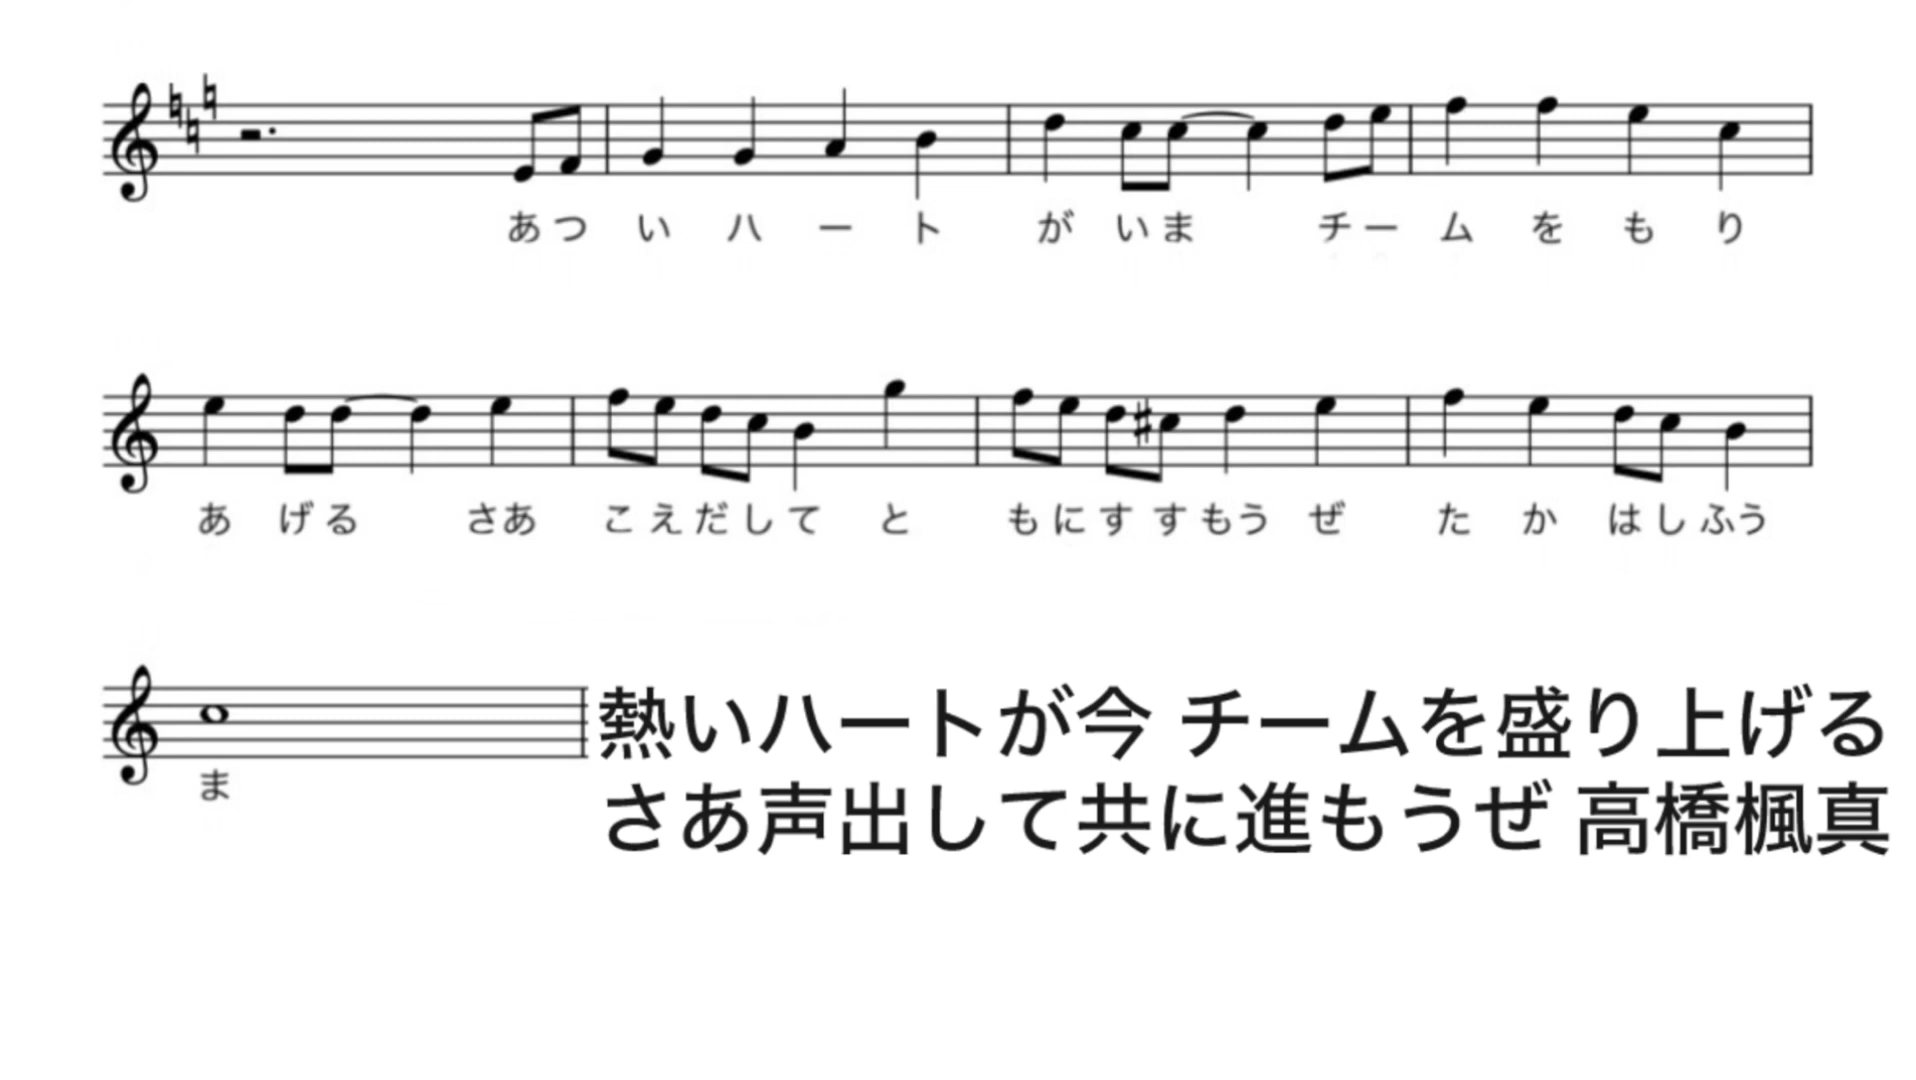 あつ い ハ ー ト が いま チー ム を も り
あ げる さあ こえだして と もにすすもう ぜ た か はしふう
ま
熱いハートが今 チームを盛り上げる
さあ声出して共に進もうぜ 高橋楓真